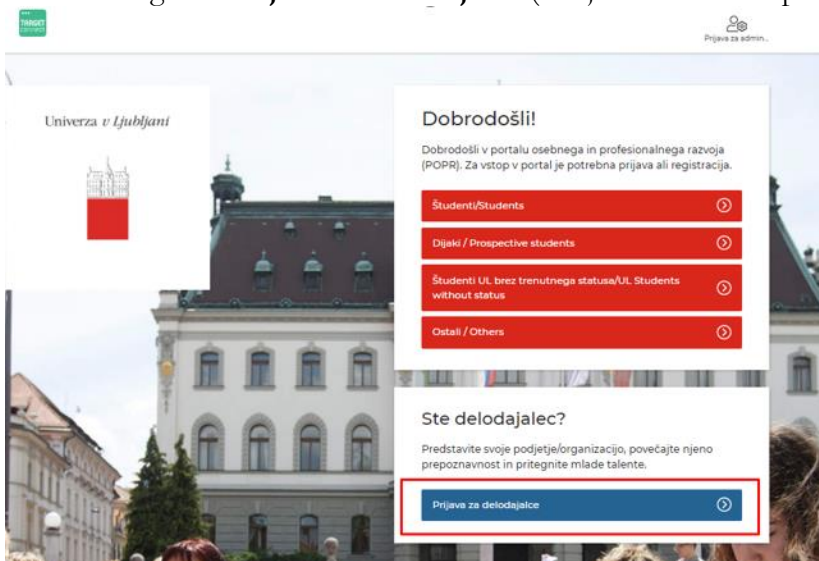 TARGET
connect
Prijava za admin...
Univerza v Ljubljani
Dobrodošli!
Dobrodošli v portalu osebnega in profesionalnega razvoja
(POPR). Za vstop v portal je potrebna prijava ali registracija.
Študenti/Students
Dijaki / Prospective students
Študenti UL brez trenutnega statusa/UL Students
without status
Ostali / Others
Ste delodajalec?
Predstavite svoje podjetje/organizacijo, povečajte njeno
prepoznavnost in pritegnite mlade talente.
Prijava za delodajalce